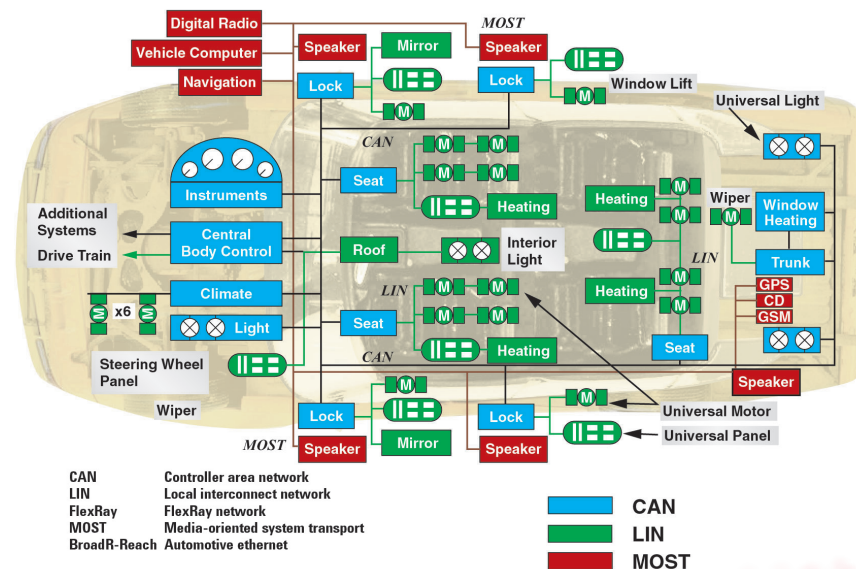 Digital Radio
MOST
Vehicle Computer
Speaker
Mirror
Speaker
Navigation
Lock
Lock
Window Lift
M
M
Universal Light
CAN
M
M
Seat
M
M
Instruments
Heating
Heating
M
Wiper
M
M
Window
Heating
Additional
Systems
Central
Body Control
Roof
Interior
Light
LIN
Trunk
Drive Train
M
GPS
Climate
LIN
M
M
Heating
CD
M
x6
M
M
GSM
Light
Seat
M
M
Seat
Heating
CAN
Steering Wheel
Panel
Speaker
M
M
Wiper
Lock
Lock
Universal Motor
MOST
Speaker
Mirror
Speaker
Universal Panel
CAN Controller area network
LIN Local interconnect network
FlexRay FlexRay network
MOST Media-oriented system transport
BroadR-Reach Automotive ethernet
CAN
LIN
MOST